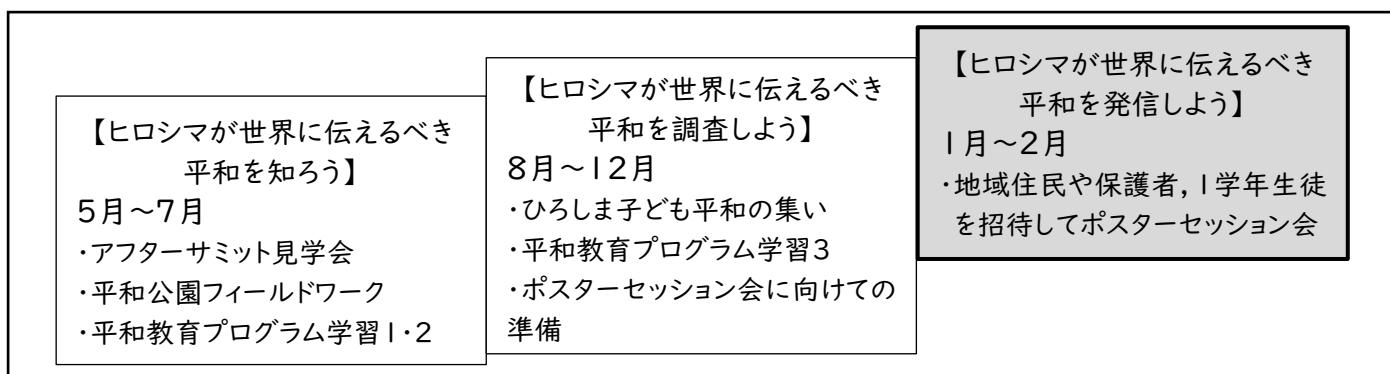 【ヒロシマが世界に伝えるべき
平和を知ろう】
5月~7月
・アフターサミット見学会
・平和公園フィールドワーク
・平和教育プログラム学習1・2
【ヒロシマが世界に伝えるべき
平和を調査しよう】
8月~12月
・ひろしま子ども平和の集い
・平和教育プログラム学習3
・ポスターセッション会に向けての
準備
【ヒロシマが世界に伝えるべき
平和を発信しよう】
1月~2月
・地域住民や保護者,1学年生徒
を招待してポスターセッション会